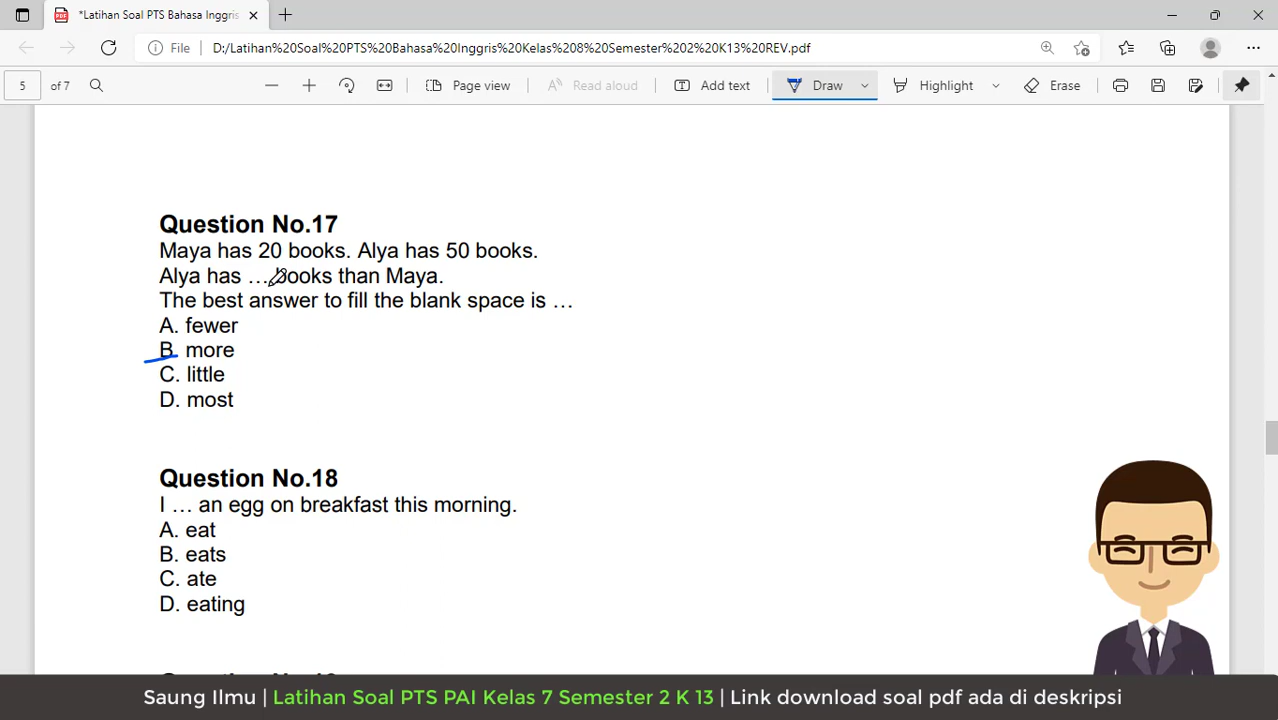 *Latihan Soal PTS Bahasa Inggris
File
D:/Latihan%20Soal%20PTS%20Bahasa%20Inggris%20Kelas%208%20Semester%202%20K13%20REV.pdf
5 of 7
Page view
Read aloud
Add text
Draw
Highlight
Erase
Question No.17
Maya has 20 books. Alya has 50 books.
Alya has … books than Maya.
The best answer to fill the blank space is …
A. fewer
B. more
C. little
D. most
Question No.18
I … an egg on breakfast this morning.
A. eat
B. eats
C. ate
D. eating
Saung Ilmu | Latihan Soal PTS PAI Kelas 7 Semester 2 K 13 | Link download soal pdf ada di deskripsi